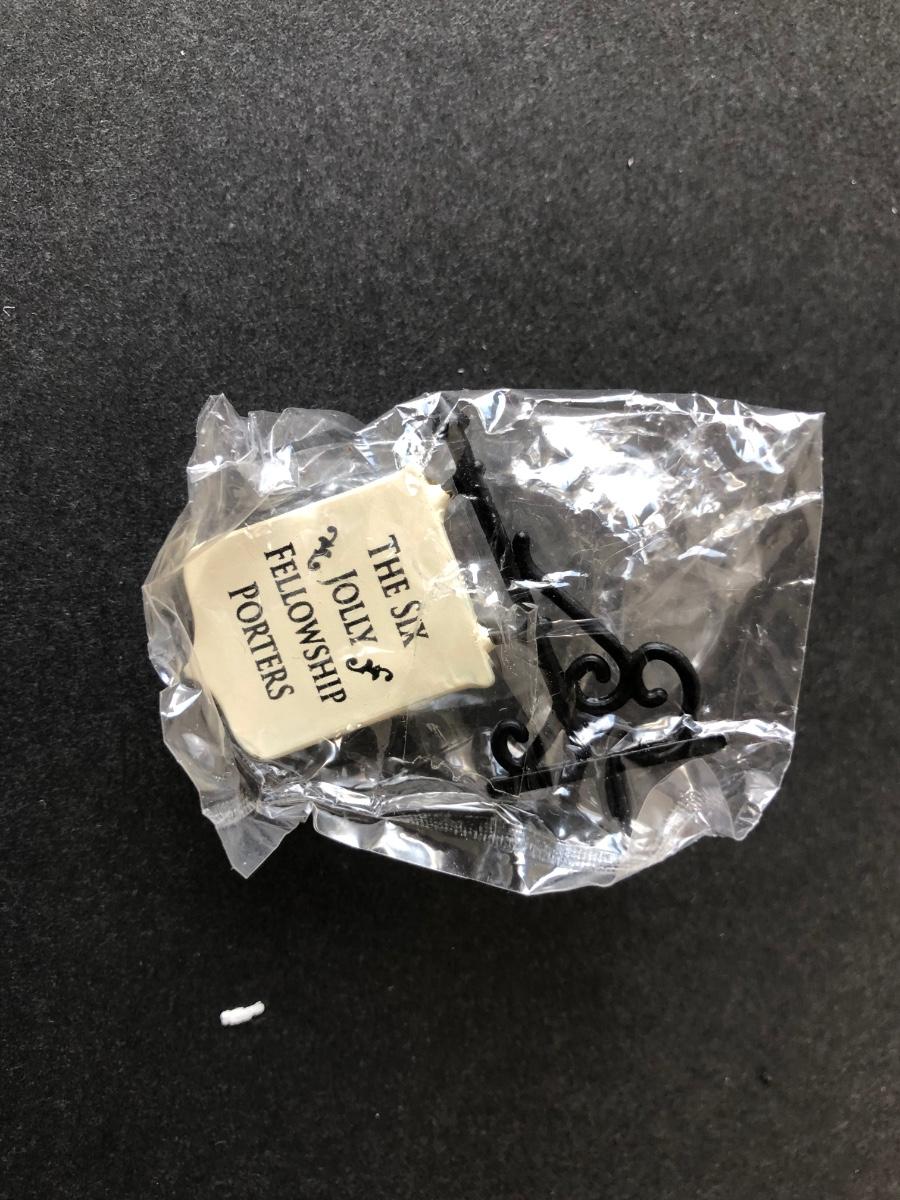 THE SIX
JOLLY
FELLOWSHIP
PORTERS